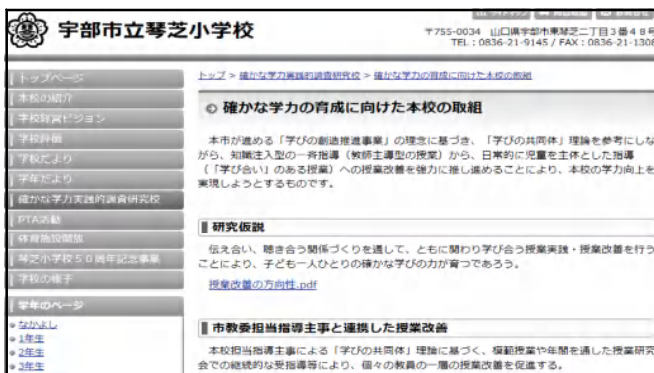 宇部市立琴芝小学校
〒755-0034 山口県宇部市東琴芝二丁目3番48号
TEL：0836-21-9145 / FAX：0836-21-1308
トップページ
本校の紹介
学校経営ビジョン
学校評価
学校だより
学年だより
確かな学力実践的調査研究校
PTA活動
体育施設開放
琴芝小学校５０周年記念事業
学校の様子
学年のページ
なかよし
1年生
2年生
3年生
トップ > 確かな学力実践的調査研究校 > 確かな学力の育成に向けた本校の取組
確かな学力の育成に向けた本校の取組
本市が進める「学びの創造推進事業」の理念に基づき、「学びの共同体」理論を参考にしな
がら、知識注入型の一斉指導（教師主導型の授業）から、日常的に児童を主体とした指導
（「学び合い」のある授業）への授業改善を強力に推し進めることにより、本校の学力向上を
実現しようとするものです。
研究仮説
伝え合い、聴き合う関係づくりを通して、ともに関わり学び合う授業実践・授業改善を行う
ことにより、子ども一人ひとりの確かな学びの力が育つであろう。
授業改善の方向性.pdf
市教委担当指導主事と連携した授業改善
本校担当指導主事による「学びの共同体」理論に基づく、模範授業や年間を通した授業研究
会での継続的な受指導等により、個々の教員の一層の授業改善を促進する。